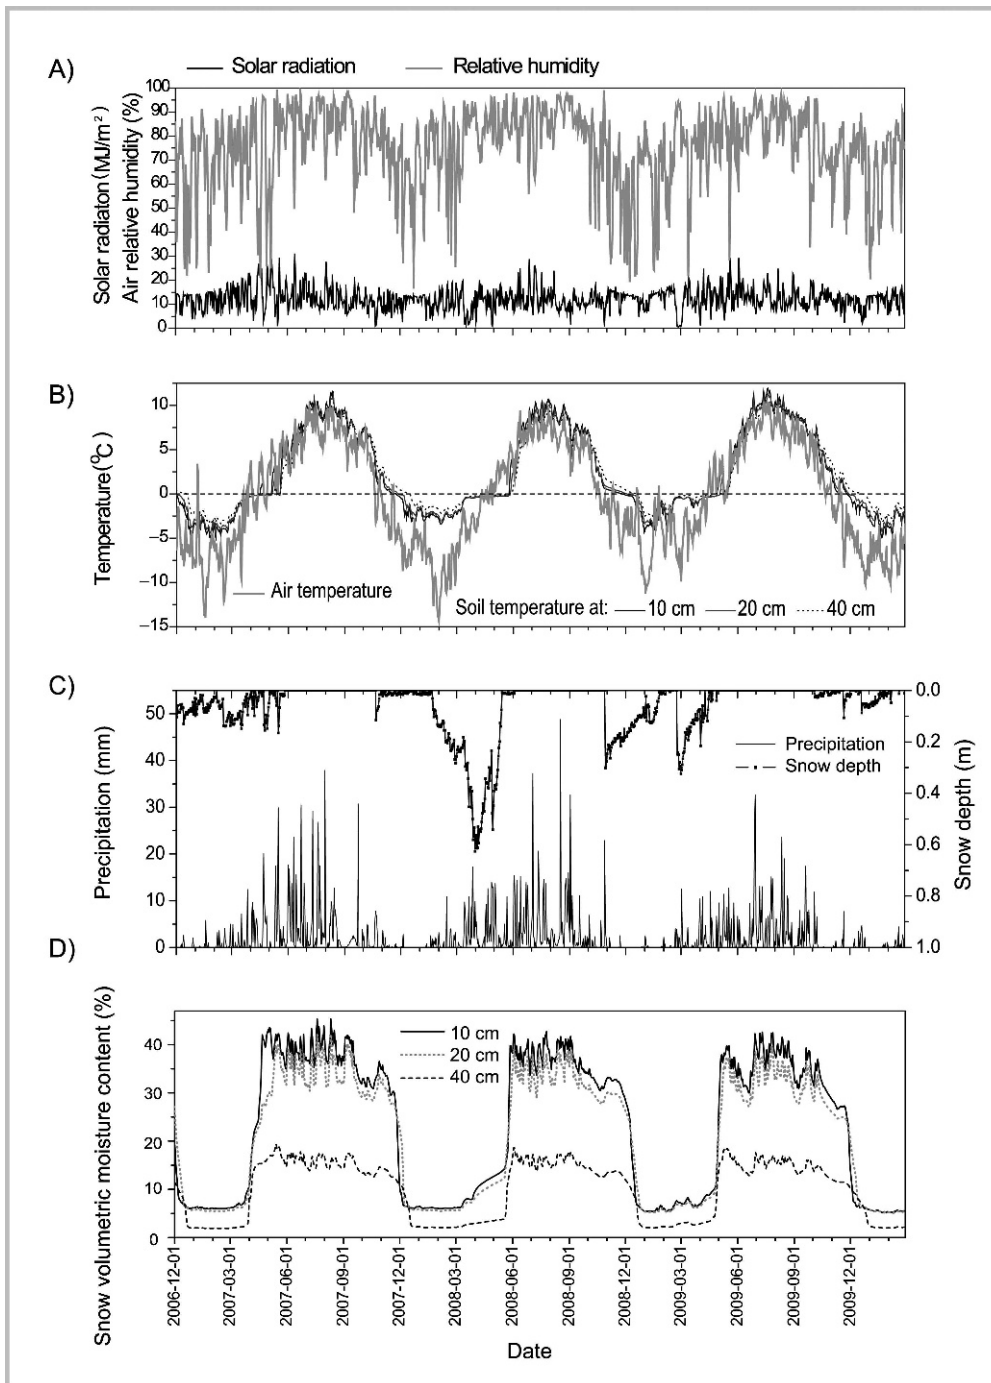 A)
Solar radiation
Relative humidity
Solar radiaton (MJ/m²)
Air relative humidity (%)
100
90
80
70
60
50
40
30
20
10
0
B)
Temperature (°C)
10
5
0
–5
–10
–15
Air temperature
Soil temperature at: 10 cm 20 cm 40 cm
C)
Precipitation (mm)
50
40
30
20
10
0
Precipitation
Snow depth
0.0
0.2
0.4
0.6
0.8
1.0
Snow depth (m)
D)
Snow volumetric moisture content (%)
40
30
20
10
0
10 cm
20 cm
40 cm
2006-12-01
2007-03-01
2007-06-01
2007-09-01
2007-12-01
2008-03-01
2008-06-01
2008-09-01
2008-12-01
2009-03-01
2009-06-01
2009-09-01
2009-12-01
Date